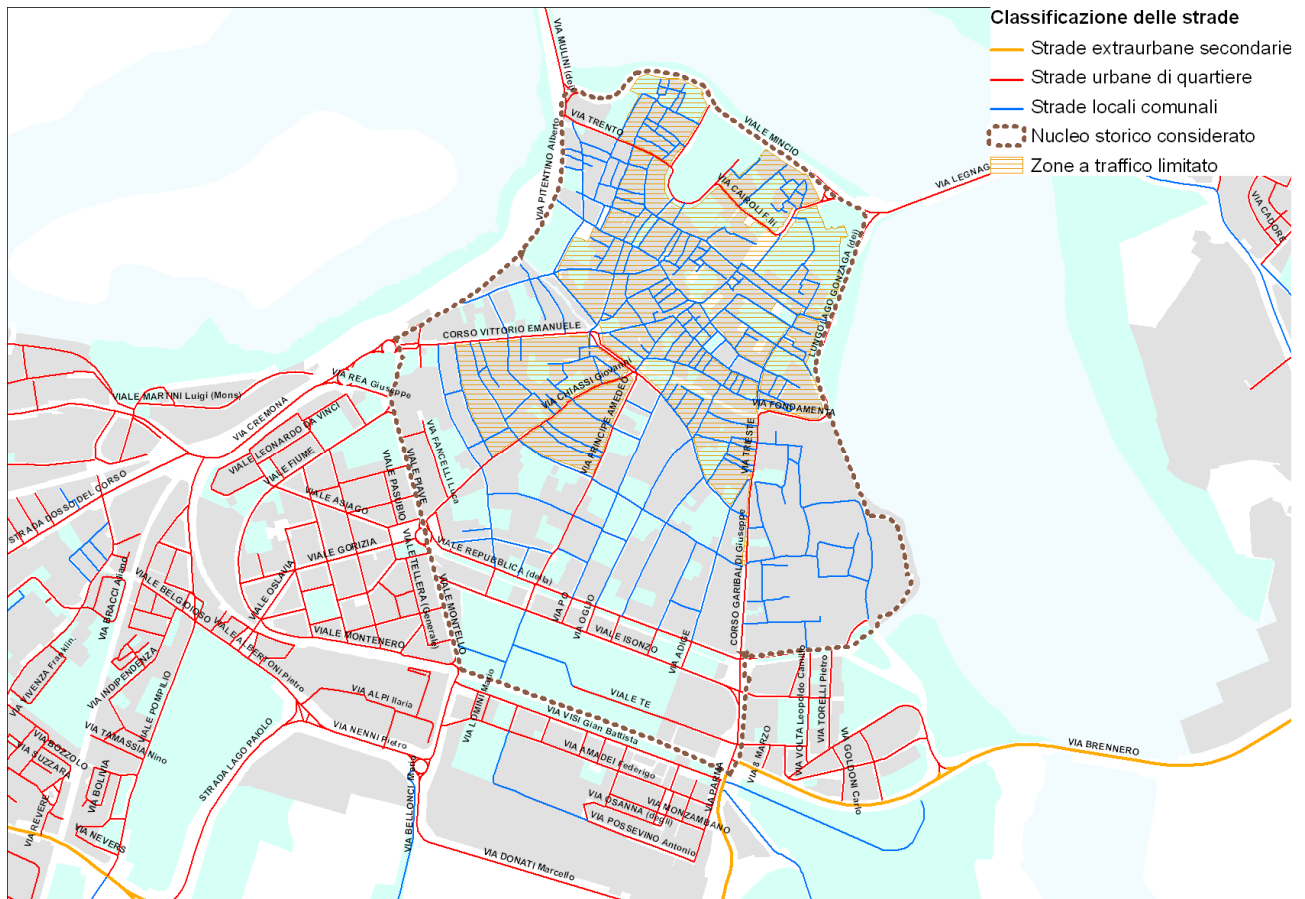 Classificazione delle strade
Strade extraurbane secondarie
Strade urbane di quartiere
Strade locali comunali
Nucleo storico considerato
Zone a traffico limitato
VIA MULINI (dei)
VIA TRENTO
VIA PITENTINO Alberto
VIALE MINCIO
VIA LEGNAG
VIA CADORE
VIA CAIROLI F.lli
LUNGOLAGO GONZAGA (dei)
CORSO VITTORIO EMANUELE
VIA CHIASSI Giovanni
VIA REA Giuseppe
VIALE MARTINI Luigi (Mons)
VIA CREMONA
VIA PRINCIPE AMEDEO
VIA FONDAMENTA
VIA TRIESTE
VIALE LEONARDO DA VINCI
VIALE FIUME
VIA FANCELLI Luca
VIALE PIAVE
VIALE PASUBIO
VIALE ASIAGO
STRADA DOSSO DEL CORSO
VIALE GORIZIA
VIALE REPUBBLICA (della)
CORSO GARIBALDI Giuseppe
VIALE TELLERA (Generale)
VIALE MONTELLO
VIALE OSLAVIA
VIA BRACCI Aliano
VIALE BELGIOIOSO
VIALE ALBERTONI Pietro
VIALE MONTENERO
VIA PO
VIA OGLIO
VIALE ISONZO
VIA ADIGE
VIA VIVENZA Franklin.
VIA INDIPENDENZA
VIALE POMPILIO
VIA ALPI Ilaria
VIA NENNI Pietro
VIA LOMINI Mario
VIALE TE
VIA VISI Gian Battista
VIA VOLTA Leopoldo Camillo
VIA TORELLI Pietro
VIA GOLDONI Carlo
VIA 8 MARZO
VIA BRENNERO
VIA TAMASSIA Nino
VIA BOZZOLO
VIA SUZZARA
VIA BOLIVIA
VIA REVERE
VIA NEVERS
STRADA LAGO PAIOLO
VIA BELLONCI Mario
VIA AMADEI Federigo
VIA OSANNA (degli)
VIA MONZAMBANO
VIA POSSEVINO Antonio
VIA PARMA
VIA DONATI Marcello